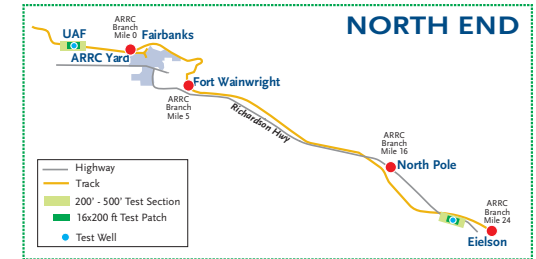 NORTH END
ARRC
Branch
Mile 0
UAF
Fairbanks
ARRC Yard
Fort Wainwright
ARRC
Branch
Mile 5
Richardson Hwy
ARRC
Branch
Mile 16
North Pole
ARRC
Branch
Mile 24
Eielson
Highway
Track
200' - 500' Test Section
16x200 ft Test Patch
Test Well